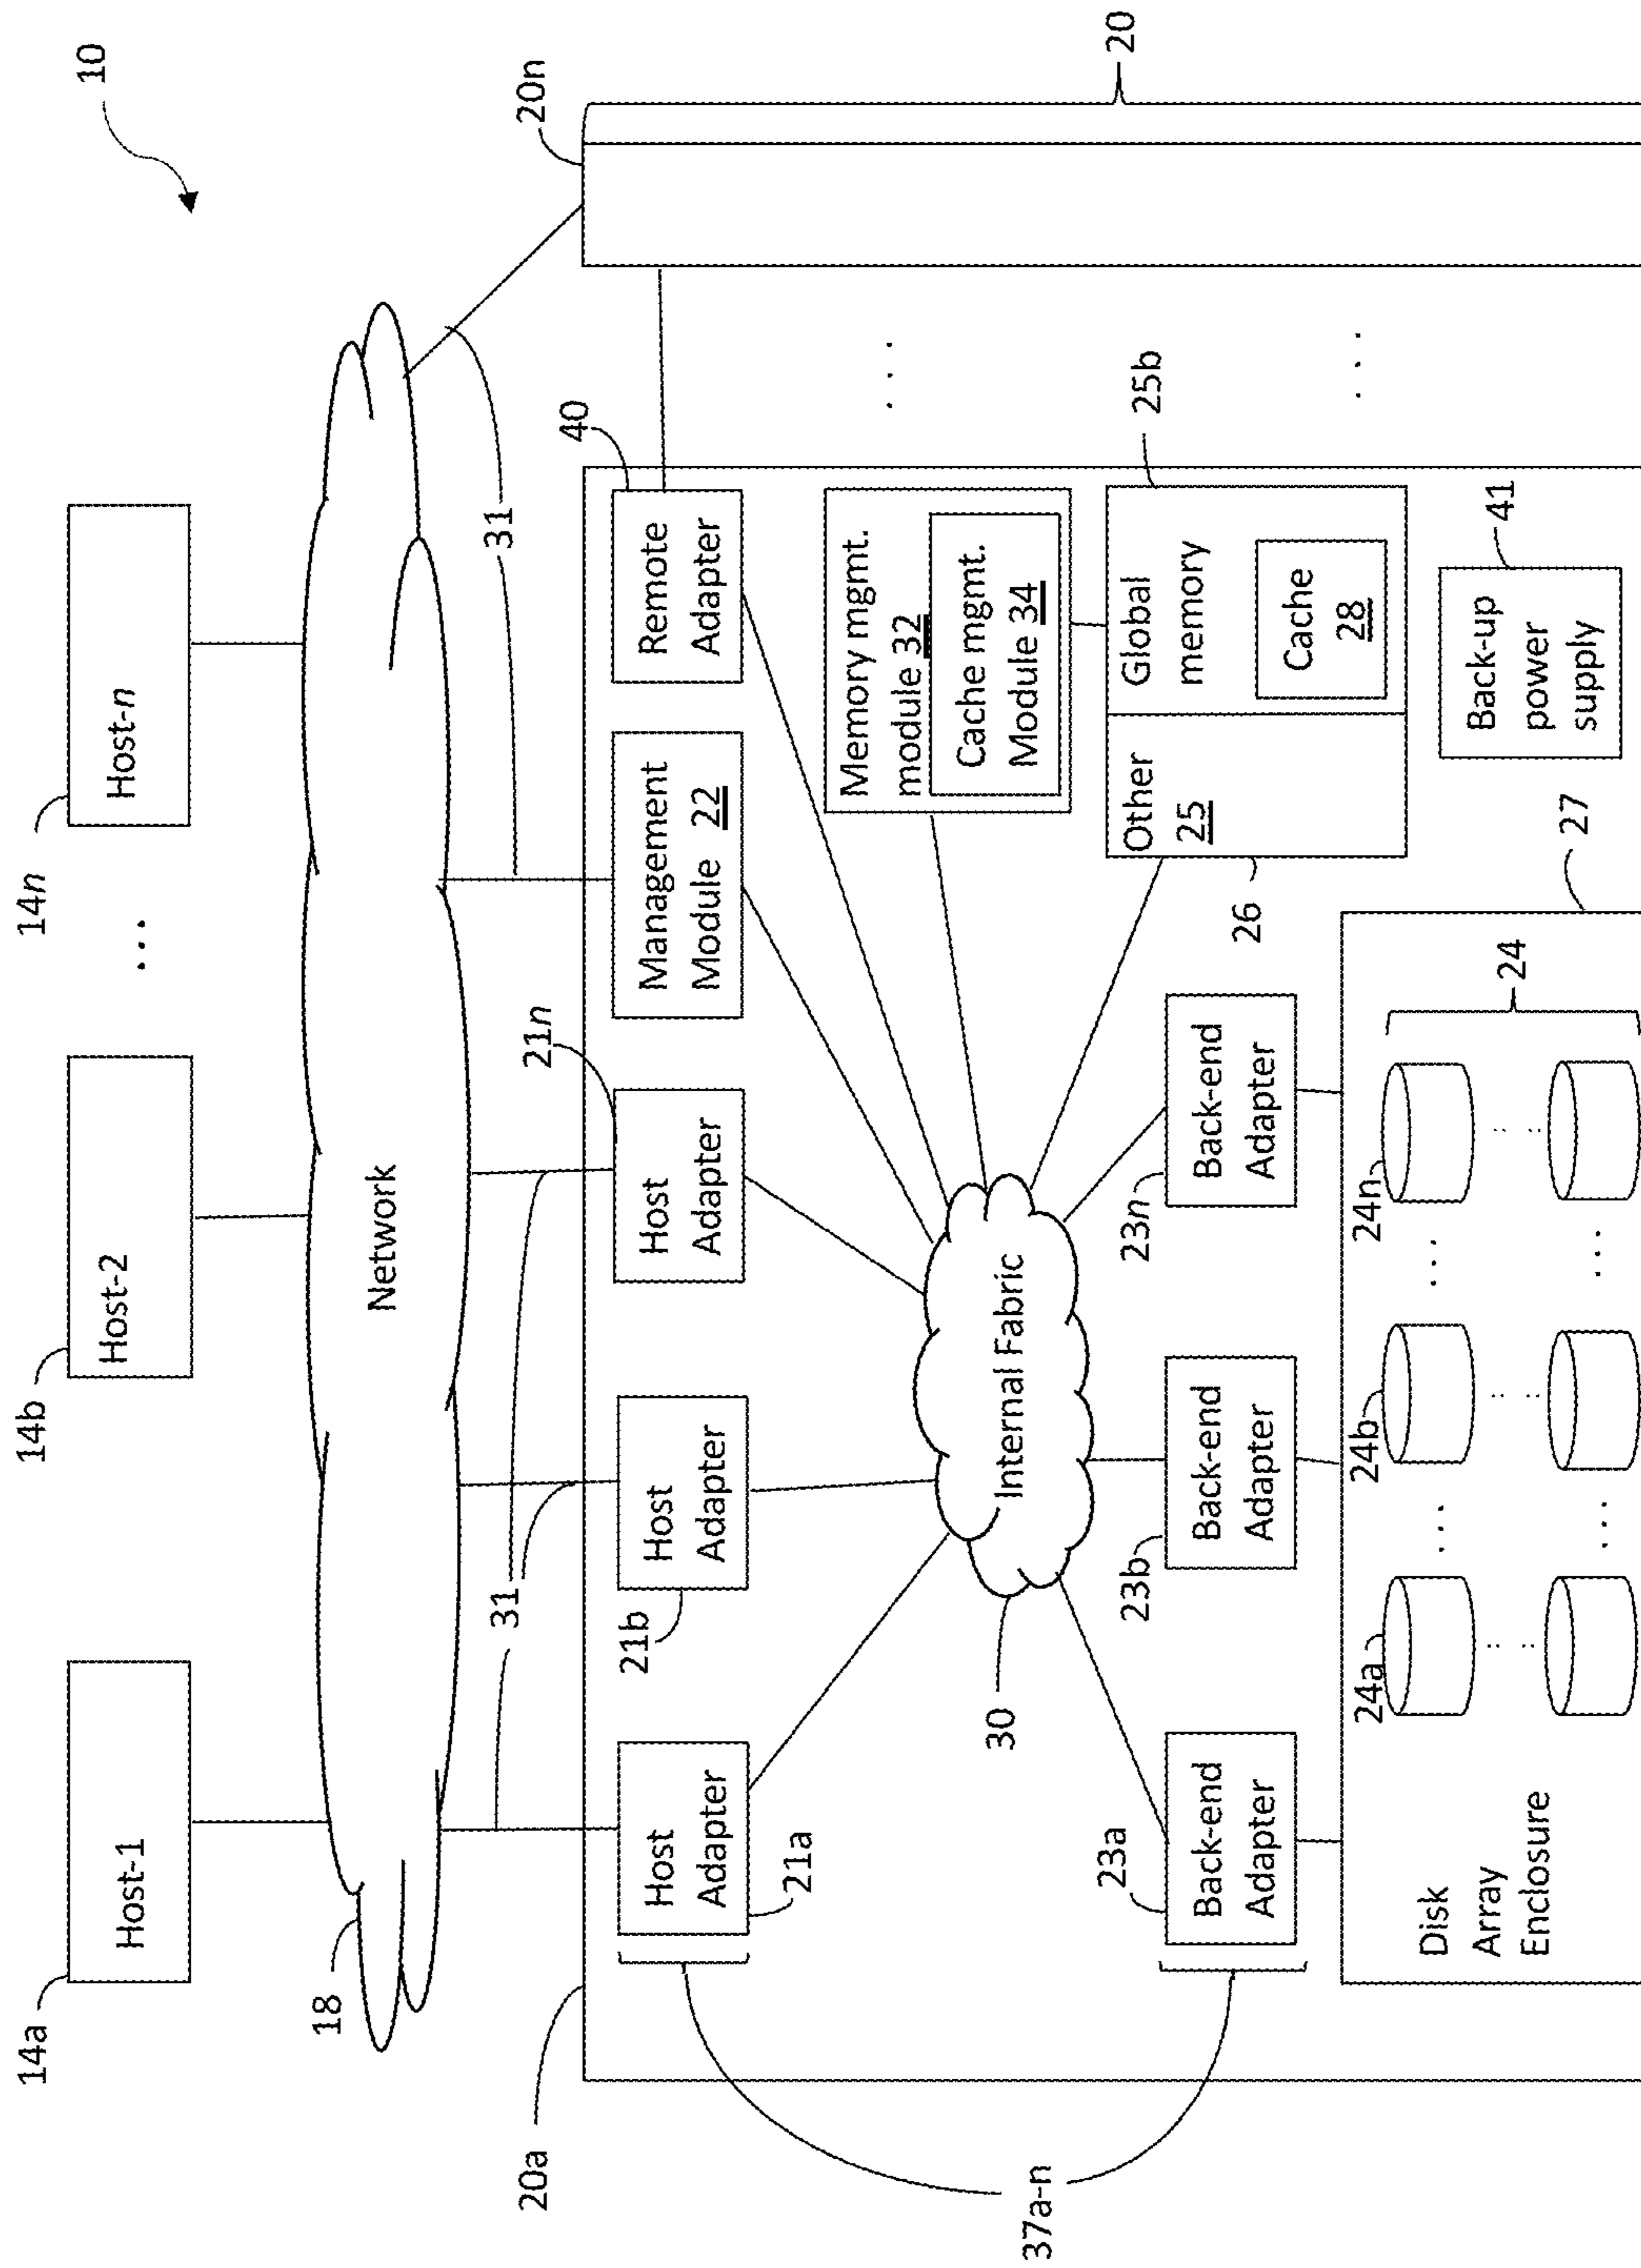 10
14a
14b
14n
...
Host-1
Host-2
Host-n
18
Network
31
31
20a
20n
20
21a
21b
21n
40
Host
Adapter
Host
Adapter
Host
Adapter
Management
Module 22
Remote
Adapter
37a-n
30
Internal Fabric
Memory mgmt.
module 32
Cache mgmt.
Module 34
...
23a
23b
23n
Back-end
Adapter
Back-end
Adapter
Back-end
Adapter
26
Other
25
25b
Global
memory
Cache
28
...
41
Back-up
power
supply
27
Disk
Array
Enclosure
24a
24b
24n
24
...
...
...
...